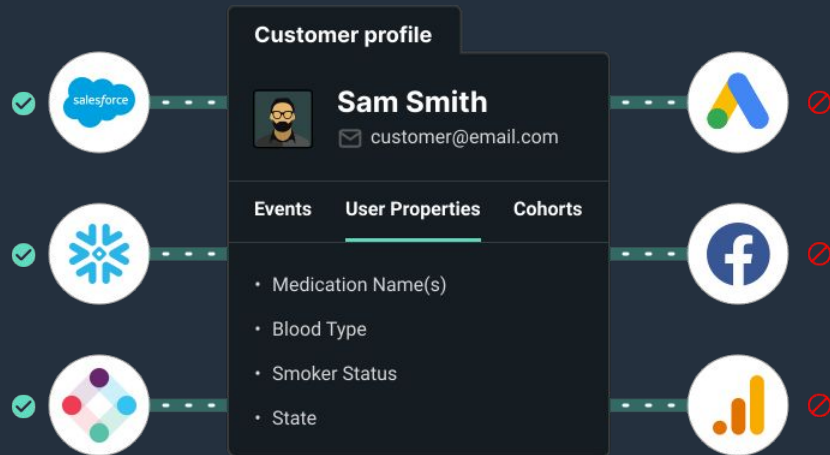 Customer profile
salesforce
Sam Smith
customer@email.com
Events User Properties Cohorts
• Medication Name(s)
• Blood Type
• Smoker Status
• State